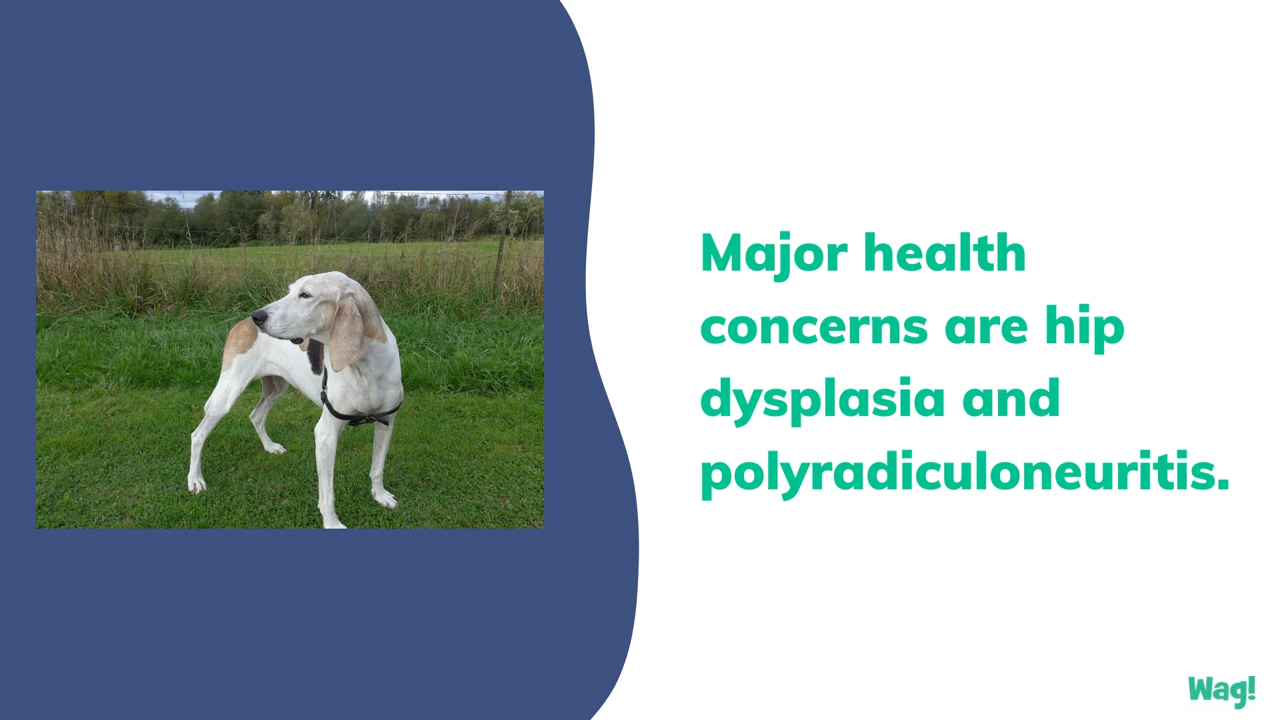 Major health
concerns are hip
dysplasia and
polyradiculoneuritis.
Wag!